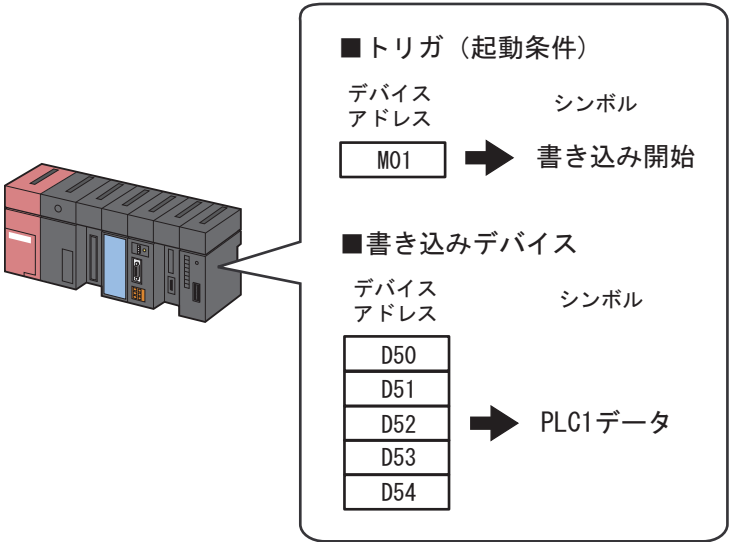 ■トリガ（起動条件）
デバイス
アドレス
シンボル
M01
書き込み開始
■書き込みデバイス
デバイス
アドレス
シンボル
D50
D51
D52
D53
D54
PLC1データ